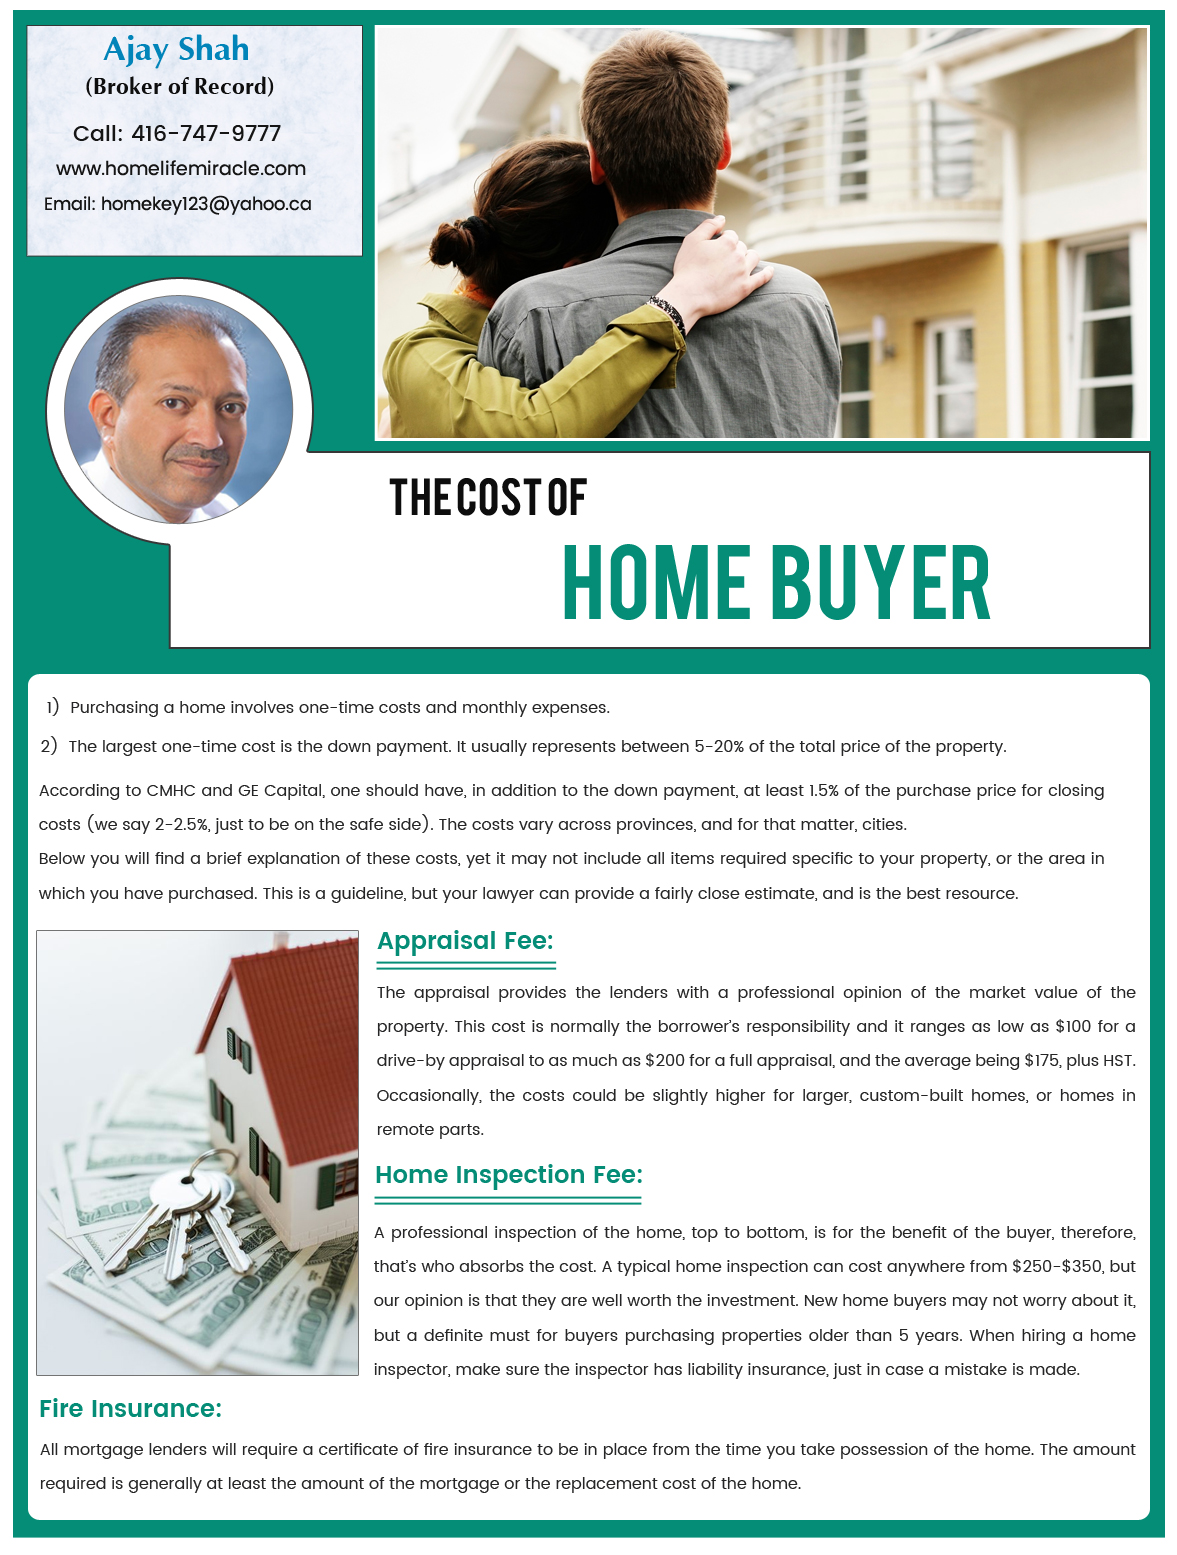 Ajay Shah
(Broker of Record)
Call: 416-747-9777
www.homelifemiracle.com
Email: homekey123@yahoo.ca
THE COST OF
HOME BUYER
1) Purchasing a home involves one-time costs and monthly expenses.
2) The largest one-time cost is the down payment. It usually represents between 5-20% of the total price of the property.
According to CMHC and GE Capital, one should have, in addition to the down payment, at least 1.5% of the purchase price for closing
costs (we say 2-2.5%, just to be on the safe side). The costs vary across provinces, and for that matter, cities.
Below you will find a brief explanation of these costs, yet it may not include all items required specific to your property, or the area in
which you have purchased. This is a guideline, but your lawyer can provide a fairly close estimate, and is the best resource.
Appraisal Fee:
The appraisal provides the lenders with a professional opinion of the market value of the
property. This cost is normally the borrower's responsibility and it ranges as low as $100 for a
drive-by appraisal to as much as $200 for a full appraisal, and the average being $175, plus HST.
Occasionally, the costs could be slightly higher for larger, custom-built homes, or homes in
remote parts.
Home Inspection Fee:
A professional inspection of the home, top to bottom, is for the benefit of the buyer, therefore,
that's who absorbs the cost. A typical home inspection can cost anywhere from $250-$350, but
our opinion is that they are well worth the investment. New home buyers may not worry about it,
but a definite must for buyers purchasing properties older than 5 years. When hiring a home
inspector, make sure the inspector has liability insurance, just in case a mistake is made.
Fire Insurance:
All mortgage lenders will require a certificate of fire insurance to be in place from the time you take possession of the home. The amount
required is generally at least the amount of the mortgage or the replacement cost of the home.